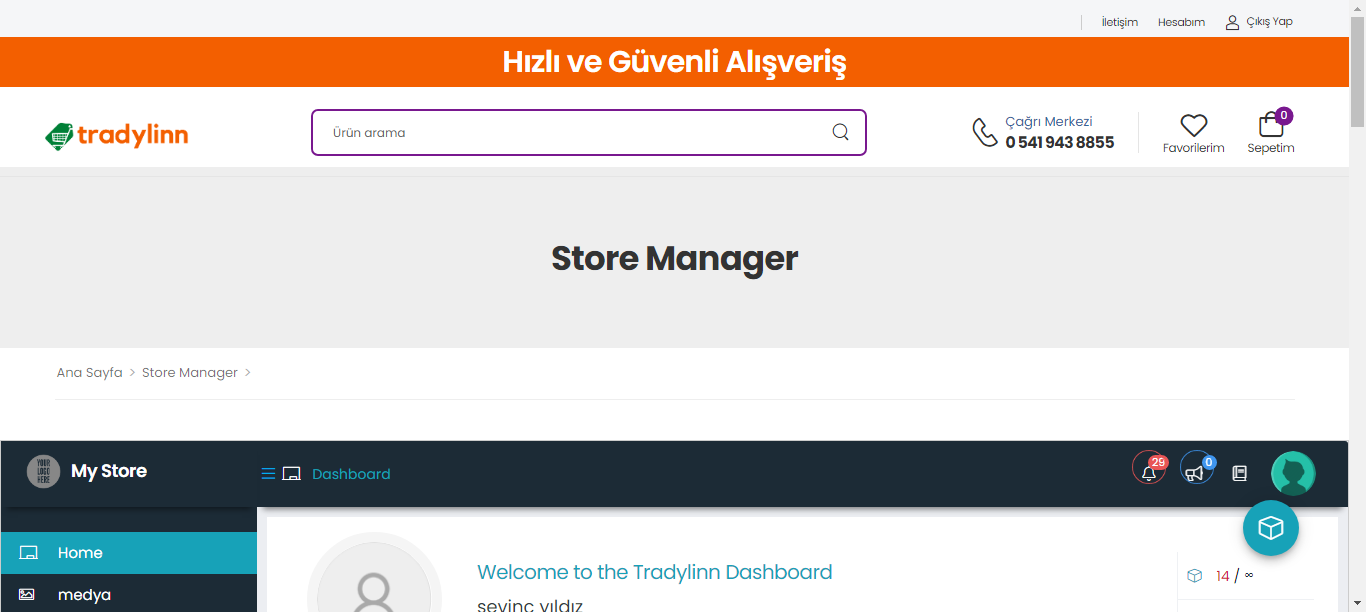 İletişim
Hesabım
Çıkış Yap
Hızlı ve Güvenli Alışveriş
tradylinn
Ürün arama
Çağrı Merkezi
0 541 943 8855
Favorilerim
0
Sepetim
Store Manager
Ana Sayfa > Store Manager >
YOUR
LOGO
HERE
My Store
Dashboard
29
0
Home
medya
Welcome to the Tradylinn Dashboard
sevinç yıldız
14 / ∞